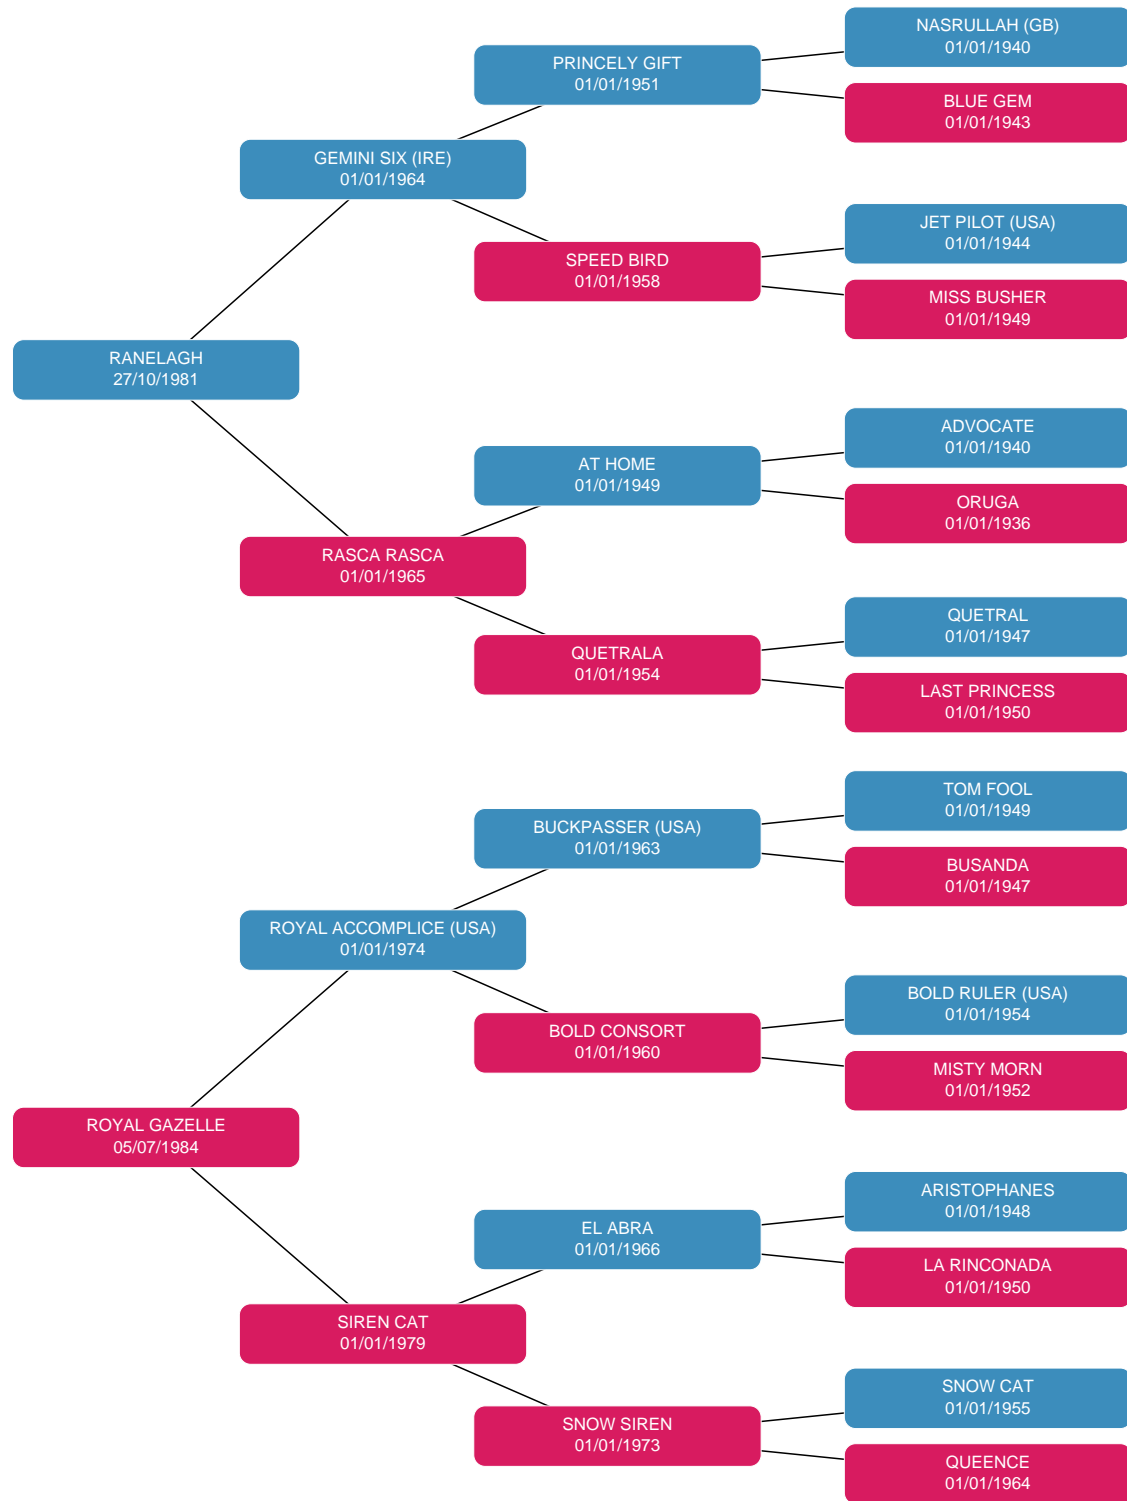 NASRULLAH (GB)
01/01/1940
PRINCELY GIFT
01/01/1951
BLUE GEM
01/01/1943
GEMINI SIX (IRE)
01/01/1964
JET PILOT (USA)
01/01/1944
SPEED BIRD
01/01/1958
MISS BUSHER
01/01/1949
RANELAGH
27/10/1981
ADVOCATE
01/01/1940
AT HOME
01/01/1949
ORUGA
01/01/1936
RASCA RASCA
01/01/1965
QUETRAL
01/01/1947
QUETRALA
01/01/1954
LAST PRINCESS
01/01/1950
TOM FOOL
01/01/1949
BUCKPASSER (USA)
01/01/1963
BUSANDA
01/01/1947
ROYAL ACCOMPLICE (USA)
01/01/1974
BOLD RULER (USA)
01/01/1954
BOLD CONSORT
01/01/1960
MISTY MORN
01/01/1952
ROYAL GAZELLE
05/07/1984
ARISTOPHANES
01/01/1948
EL ABRA
01/01/1966
LA RINCONADA
01/01/1950
SIREN CAT
01/01/1979
SNOW CAT
01/01/1955
SNOW SIREN
01/01/1973
QUEENCE
01/01/1964